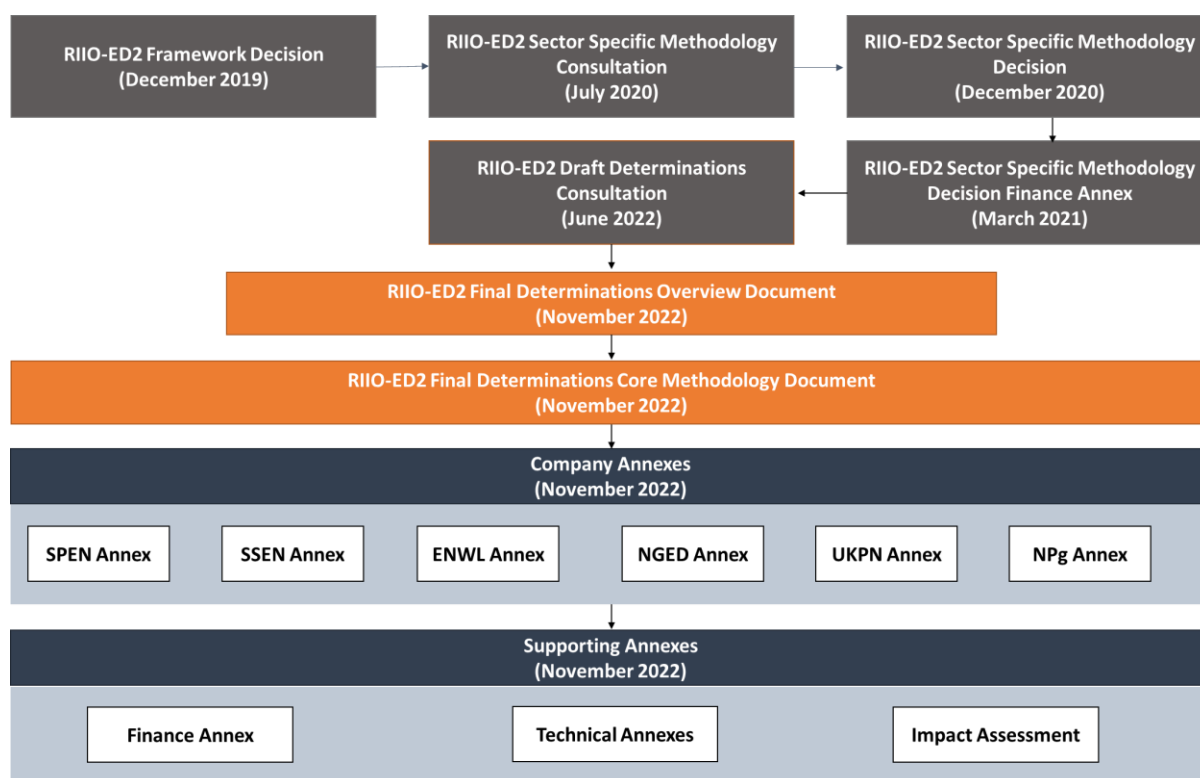 RIIO-ED2 Framework Decision
(December 2019)
RIIO-ED2 Sector Specific Methodology
Consultation
(July 2020)
RIIO-ED2 Sector Specific Methodology
Decision
(December 2020)
RIIO-ED2 Sector Specific Methodology
Decision Finance Annex
(March 2021)
RIIO-ED2 Draft Determinations
Consultation
(June 2022)
RIIO-ED2 Final Determinations Overview Document
(November 2022)
RIIO-ED2 Final Determinations Core Methodology Document
(November 2022)
Company Annexes
(November 2022)
SPEN Annex
SSEN Annex
ENWL Annex
NGED Annex
UKPN Annex
NPg Annex
Supporting Annexes
(November 2022)
Finance Annex
Technical Annexes
Impact Assessment